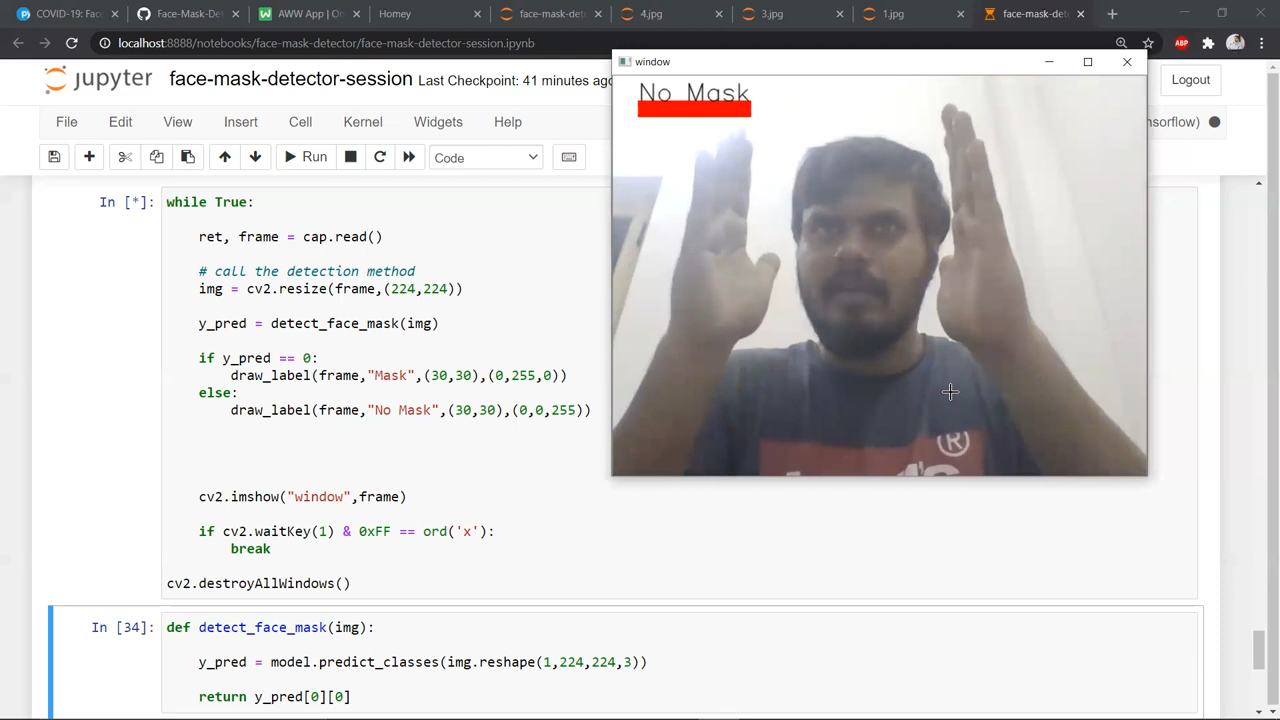 COVID-19: Face
Face-Mask-Det
AWW App | On
Homey
face-mask-dete
4.jpg
3.jpg
1.jpg
face-mask-dete
localhost:8888/notebooks/face-mask-detector/face-mask-detector-session.ipynb
ABP
jupyter
face-mask-detector-session
Last Checkpoint: 41 minutes ago
Logout
File
Edit
View
Insert
Cell
Kernel
Widgets
Help
nsorflow)
Run
Code
window
No Mask
In [*]:
while True:
ret, frame = cap.read()
# call the detection method
img = cv2.resize(frame,(224,224))
y_pred = detect_face_mask(img)
if y_pred == 0:
draw_label(frame,"Mask",(30,30),(0,255,0))
else:
draw_label(frame,"No Mask",(30,30),(0,0,255))
cv2.imshow("window",frame)
if cv2.waitKey(1) & 0xFF == ord('x'):
break
cv2.destroyAllWindows()
In [34]:
def detect_face_mask(img):
y_pred = model.predict_classes(img.reshape(1,224,224,3))
return y_pred[0][0]
®